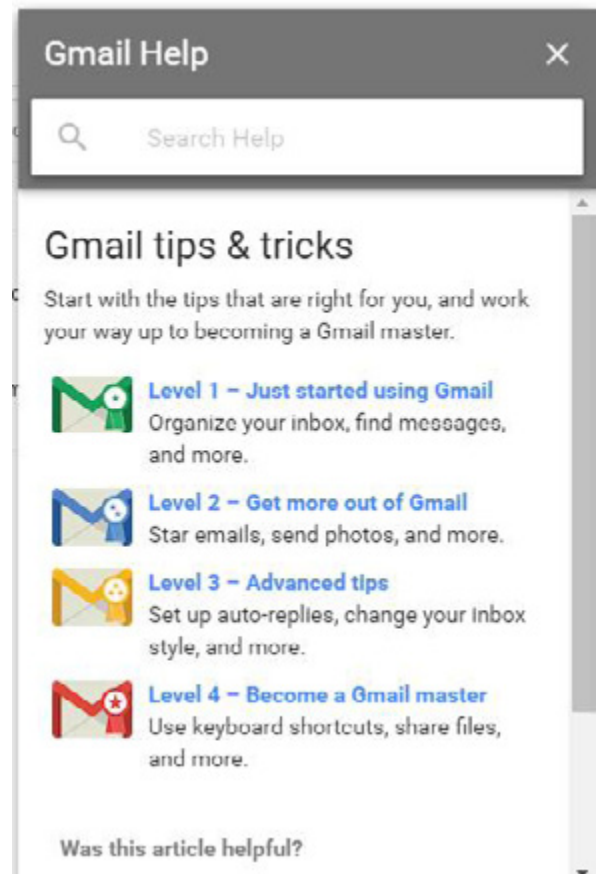 Gmail Help
Search Help
Gmail tips & tricks
Start with the tips that are right for you, and work
your way up to becoming a Gmail master.
Level 1 – Just started using Gmail
Organize your inbox, find messages,
and more.
Level 2 – Get more out of Gmail
Star emails, send photos, and more.
Level 3 – Advanced tips
Set up auto-replies, change your inbox
style, and more.
Level 4 – Become a Gmail master
Use keyboard shortcuts, share files,
and more.
Was this article helpful?